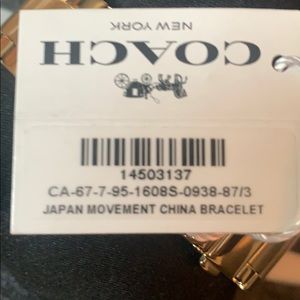 COACH
NEW YORK
14503137
CA-67-7-95-1608S-0938-87/3
JAPAN MOVEMENT CHINA BRACELET